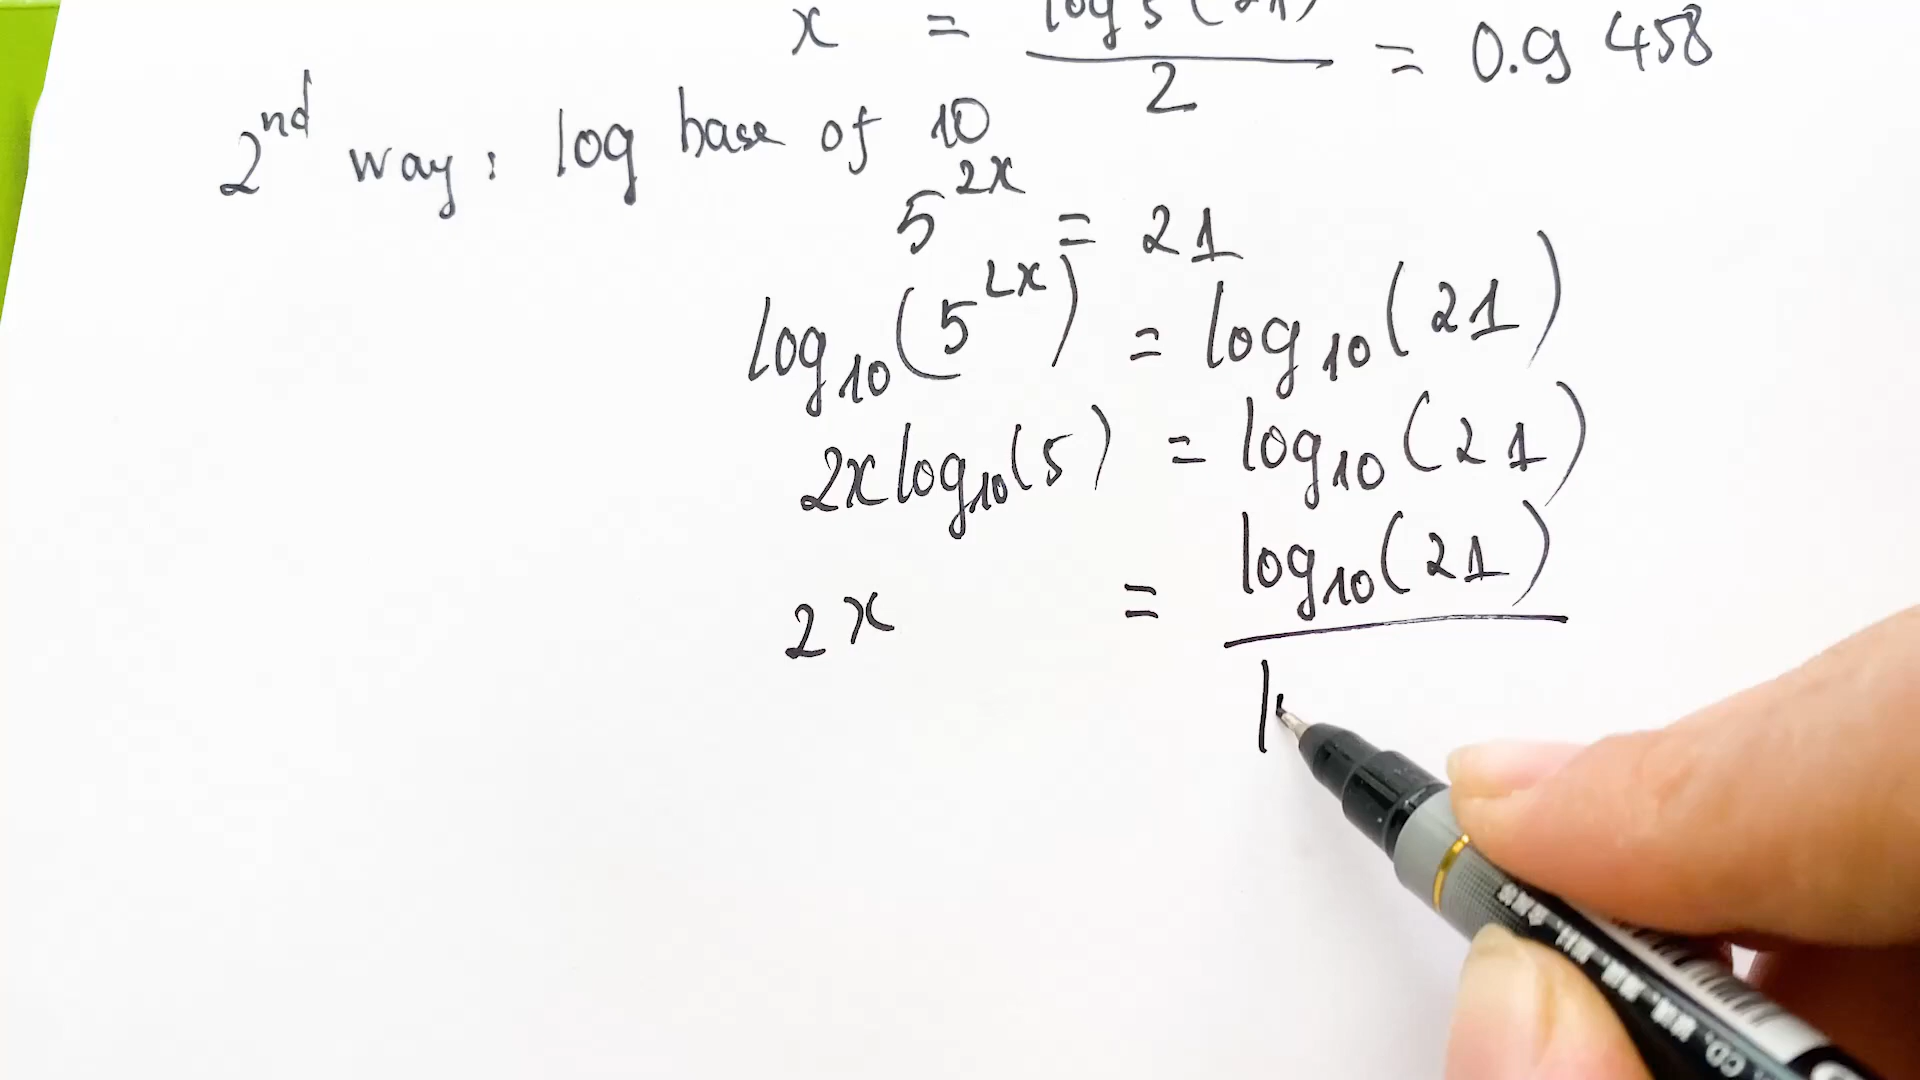 x = log5(21) / 2 = 0.9458
2nd way: log base of 10
5^2x = 21
log10(5^2x) = log10(21)
2x log10(5) = log10(21)
2x = log10(21) / l
CD,